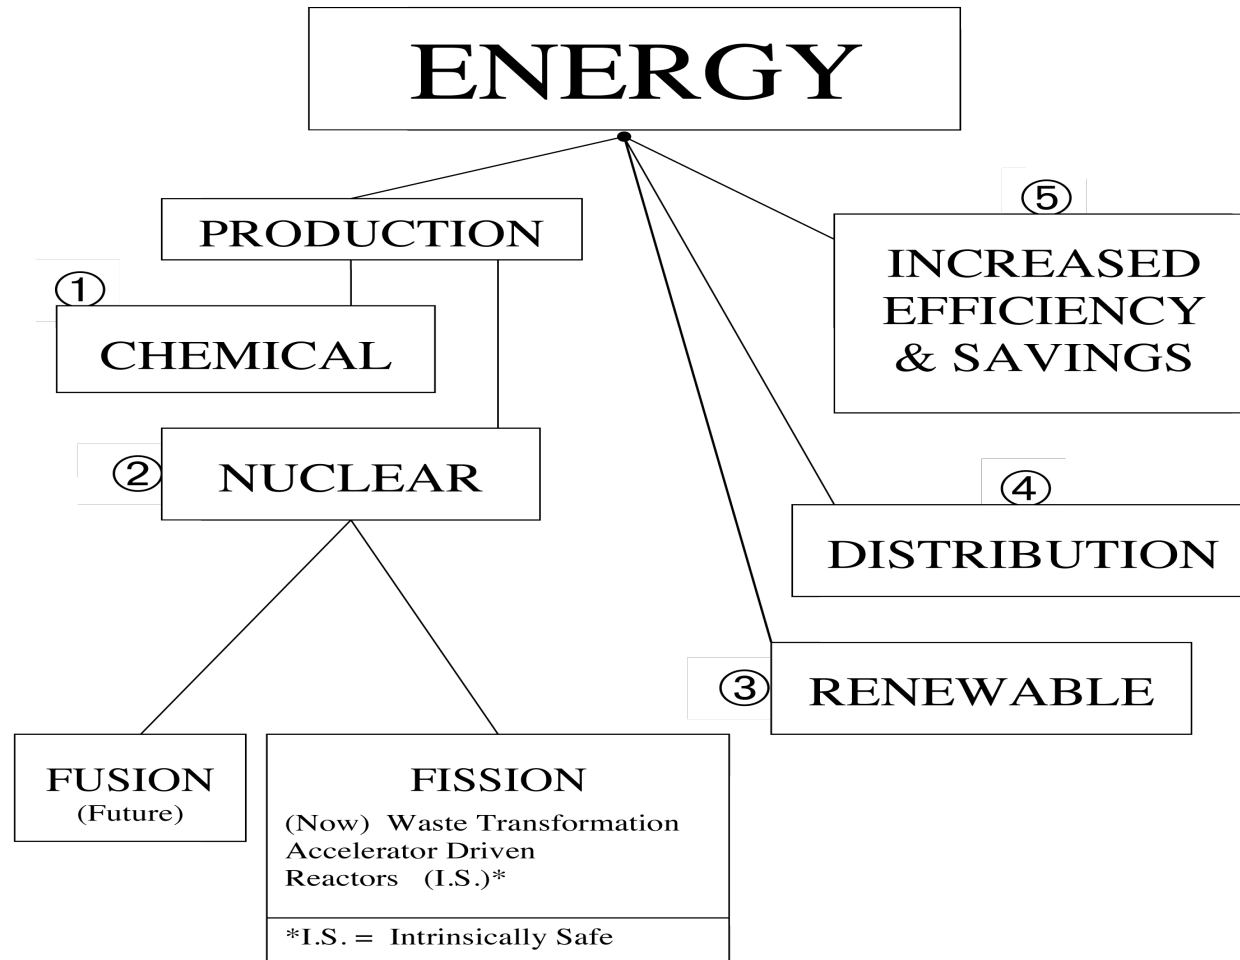 ENERGY
PRODUCTION
①
CHEMICAL
②
NUCLEAR
FUSION
(Future)
FISSION
(Now) Waste Transformation
Accelerator Driven
Reactors (I.S.)*
*I.S. = Intrinsically Safe
③
RENEWABLE
④
DISTRIBUTION
⑤
INCREASED
EFFICIENCY
& SAVINGS